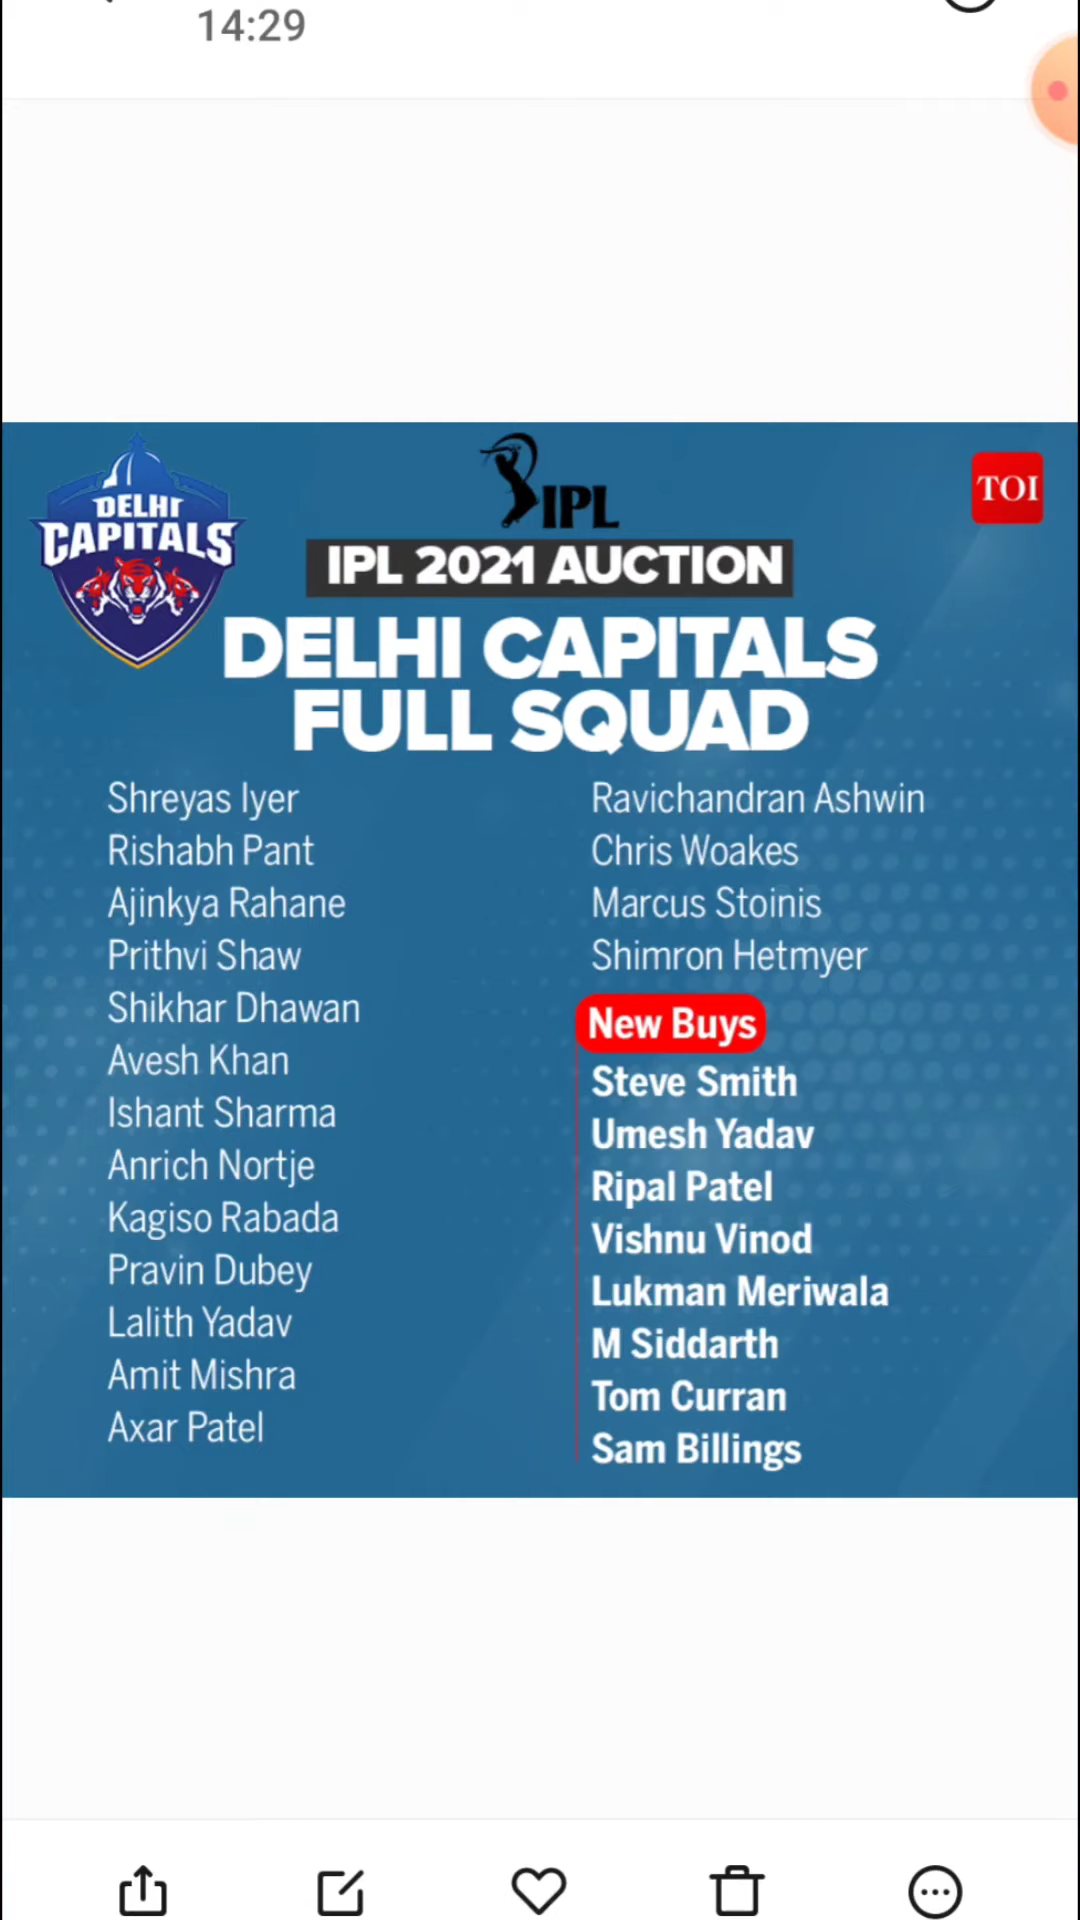 14:29
DELHI
CAPITALS
IPL
TOI
IPL 2021 AUCTION
DELHI CAPITALS
FULL SQUAD
Shreyas Iyer
Rishabh Pant
Ajinkya Rahane
Prithvi Shaw
Shikhar Dhawan
Avesh Khan
Ishant Sharma
Anrich Nortje
Kagiso Rabada
Pravin Dubey
Lalith Yadav
Amit Mishra
Axar Patel
Ravichandran Ashwin
Chris Woakes
Marcus Stoinis
Shimron Hetmyer
New Buys
Steve Smith
Umesh Yadav
Ripal Patel
Vishnu Vinod
Lukman Meriwala
M Siddarth
Tom Curran
Sam Billings